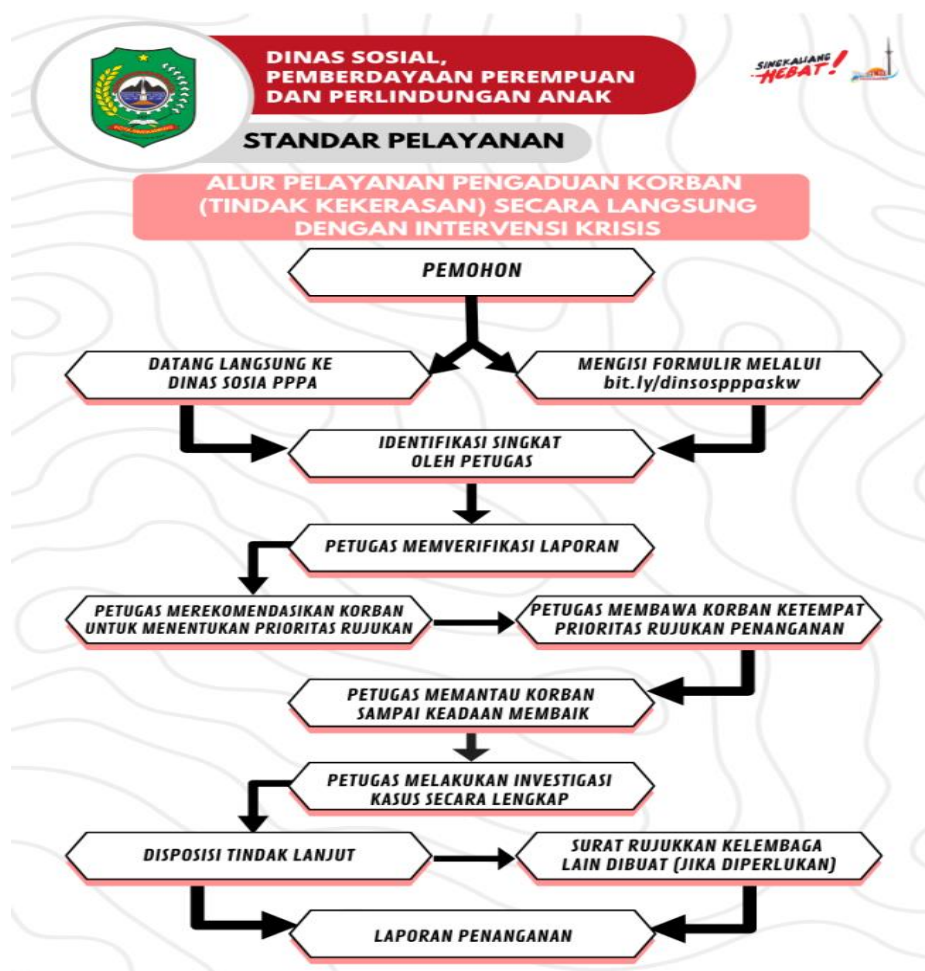 DINAS SOSIAL,
PEMBERDAYAAN PEREMPUAN
DAN PERLINDUNGAN ANAK
SINGKAWANG
HEBAT!
STANDAR PELAYANAN
ALUR PELAYANAN PENGADUAN KORBAN
(TINDAK KEKERASAN) SECARA LANGSUNG
DENGAN INTERVENSI KRISIS
PEMOHON
DATANG LANGSUNG KE
DINAS SOSIA PPPA
MENGISI FORMULIR MELALUI
bit.ly/dinsospppaskw
IDENTIFIKASI SINGKAT
OLEH PETUGAS
PETUGAS MEMVERIFIKASI LAPORAN
PETUGAS MEREKOMENDASIKAN KORBAN
UNTUK MENENTUKAN PRIORITAS RUJUKAN
PETUGAS MEMBAWA KORBAN KETEMPAT
PRIORITAS RUJUKAN PENANGANAN
PETUGAS MEMANTAU KORBAN
SAMPAI KEADAAN MEMBAIK
PETUGAS MELAKUKAN INVESTIGASI
KASUS SECARA LENGKAP
DISPOSISI TINDAK LANJUT
SURAT RUJUKKAN KELEMBAGA
LAIN DIBUAT (JIKA DIPERLUKAN)
LAPORAN PENANGANAN